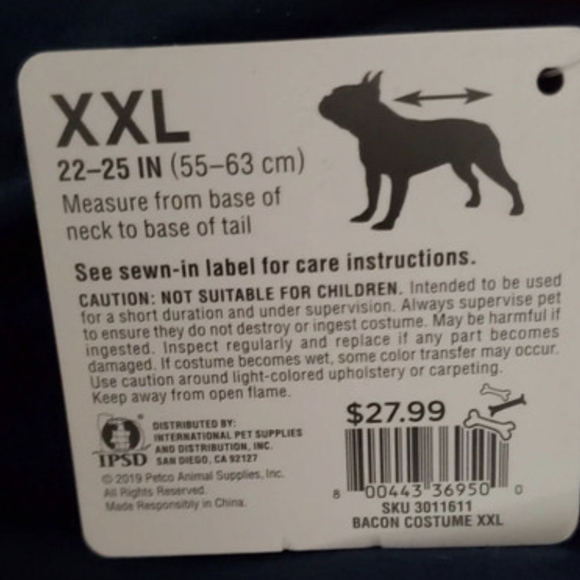 XXL
22–25 IN (55–63 cm)
Measure from base of
neck to base of tail
See sewn-in label for care instructions.
CAUTION: NOT SUITABLE FOR CHILDREN. Intended to be used
for a short duration and under supervision. Always supervise pet
to ensure they do not destroy or ingest costume. May be harmful if
ingested. Inspect regularly and replace if any part becomes
damaged. If costume becomes wet, some color transfer may occur.
Use caution around light-colored upholstery or carpeting.
Keep away from open flame.
IPSD®
DISTRIBUTED BY:
INTERNATIONAL PET SUPPLIES
AND DISTRIBUTION, INC.
SAN DIEGO, CA 92127
© 2019 Petco Animal Supplies, Inc.
All Rights Reserved.
Made Responsibly in China.
$27.99
8 00443 36950 0
SKU 3011611
BACON COSTUME XXL